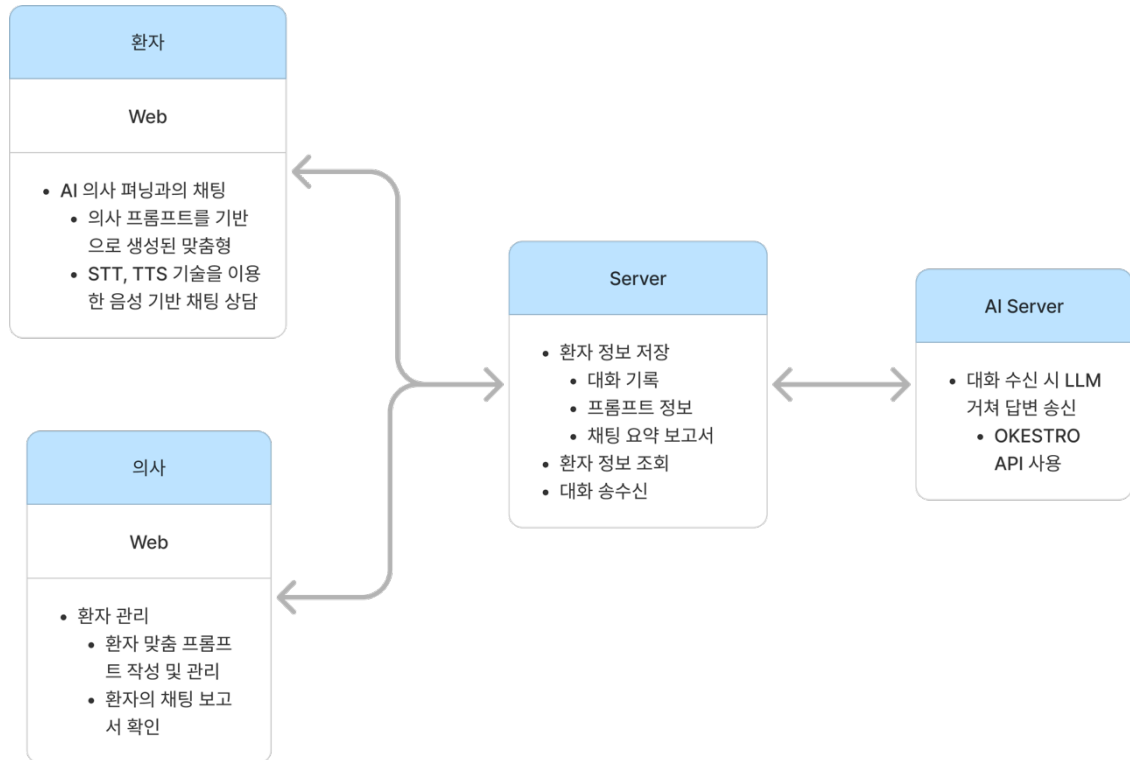 환자
Web
• AI 의사 펴닝과의 채팅
• 의사 프롬프트를 기반
으로 생성된 맞춤형
• STT, TTS 기술을 이용
한 음성 기반 채팅 상담
의사
Web
• 환자 관리
• 환자 맞춤 프롬프
트 작성 및 관리
• 환자의 채팅 보고
서 확인
Server
• 환자 정보 저장
• 대화 기록
• 프롬프트 정보
• 채팅 요약 보고서
• 환자 정보 조회
• 대화 송수신
AI Server
• 대화 수신 시 LLM
거쳐 답변 송신
• OKESTRO
API 사용